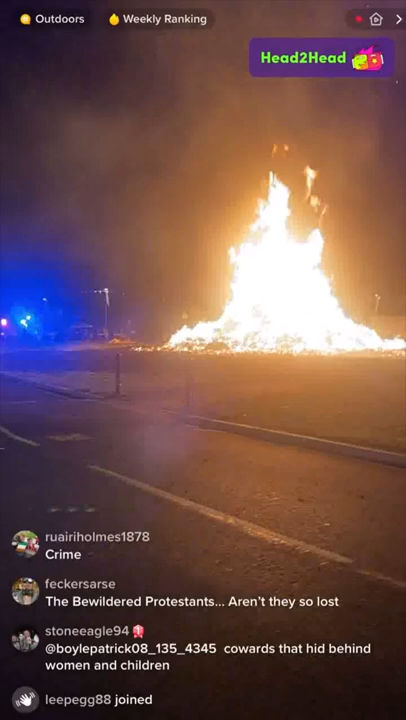 Outdoors
Weekly Ranking
Head2Head
ruairiholmes1878
Crime
feckersarse
The Bewildered Protestants... Aren't they so lost
stoneeagle94
@boylepatrick08_135_4345 cowards that hid behind
women and children
leepegg88 joined